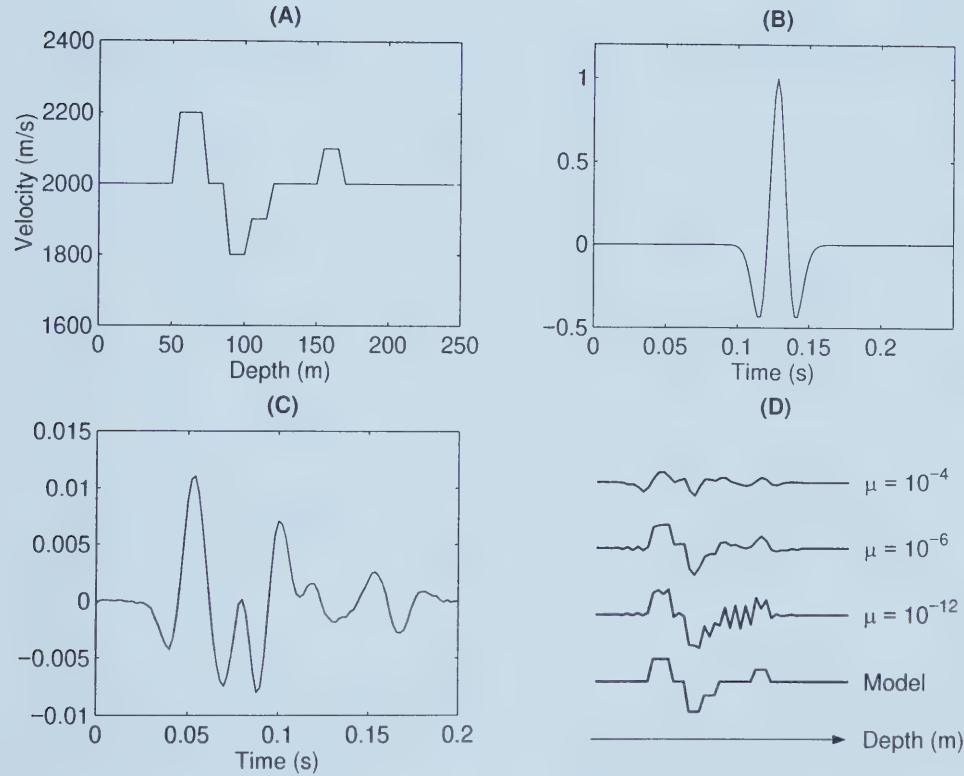 (A)
2400
2200
2000
1800
1600
Velocity (m/s)
0
50
100
150
200
250
Depth (m)
(B)
1
0.5
0
−0.5
0
0.05
0.1
0.15
0.2
Time (s)
(C)
0.015
0.01
0.005
0
−0.005
−0.01
0
0.05
0.1
0.15
0.2
Time (s)
(D)
μ = 10⁻⁴
μ = 10⁻⁶
μ = 10⁻¹²
Model
Depth (m)